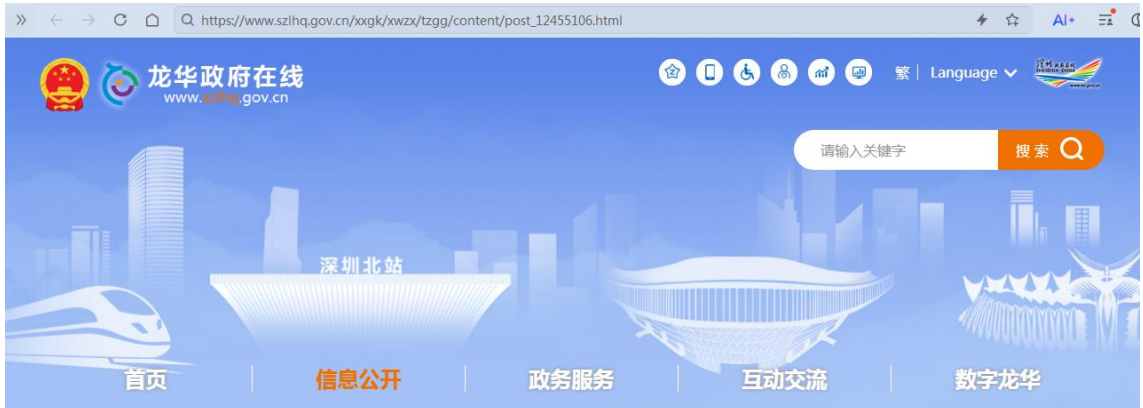 https://www.szlhq.gov.cn/xxgk/xwzx/tzgg/content/post_12455106.html
AI+
龙华政府在线
www.szlhq.gov.cn
繁 Language
请输入关键字
搜索
深圳北站
首页 信息公开 政务服务 互动交流 数字龙华